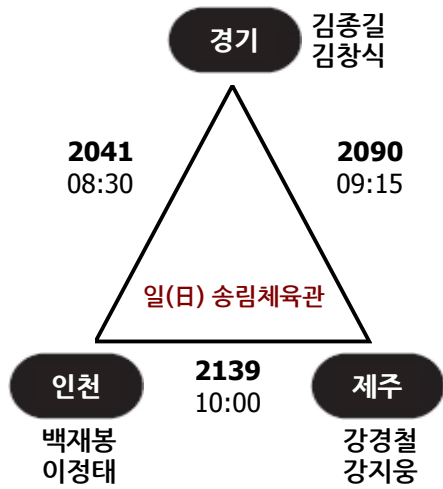 경기
김종길
김창식
2041
08:30
2090
09:15
일(日) 송림체육관
인천
2139
10:00
제주
백재봉
이정태
강경철
강지웅